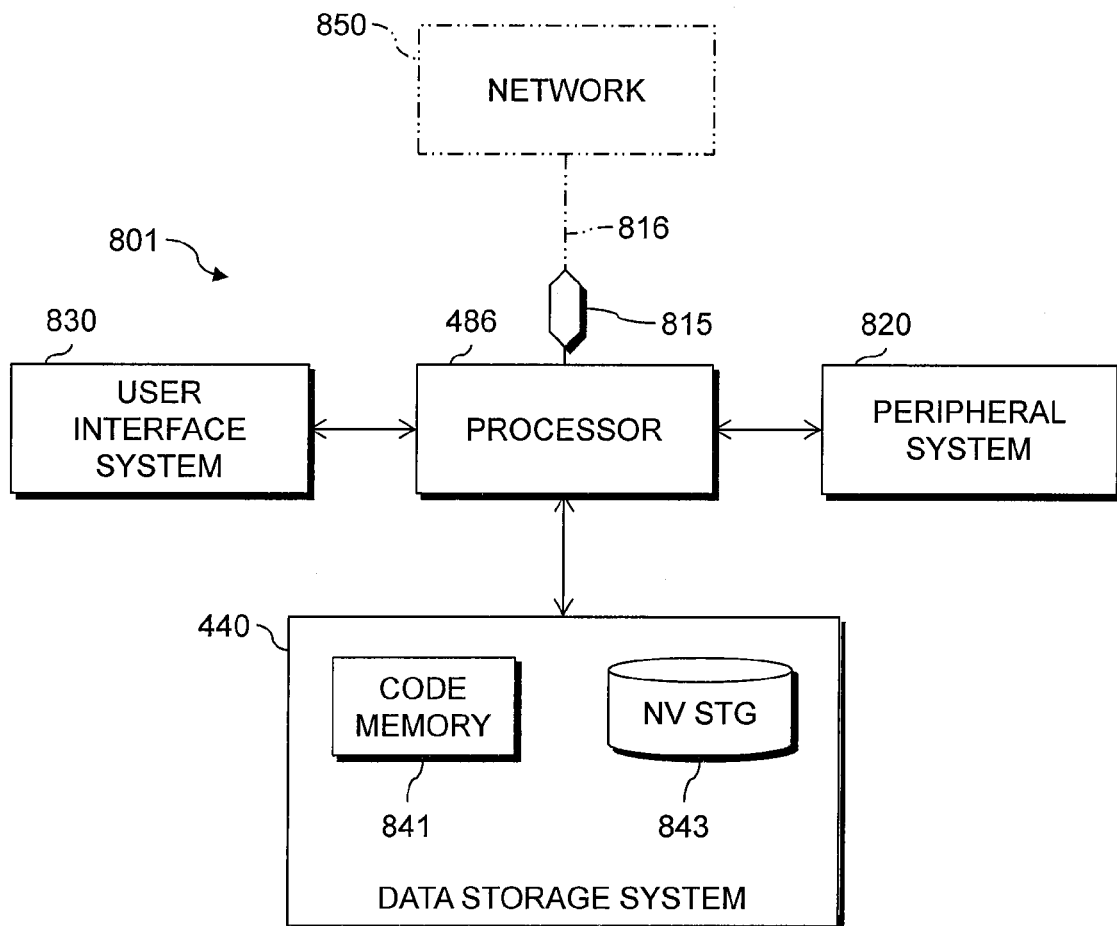 850
NETWORK
816
801
815
830
486
820
USER
INTERFACE
SYSTEM
PROCESSOR
PERIPHERAL
SYSTEM
440
CODE
MEMORY
NV STG
841
843
DATA STORAGE SYSTEM